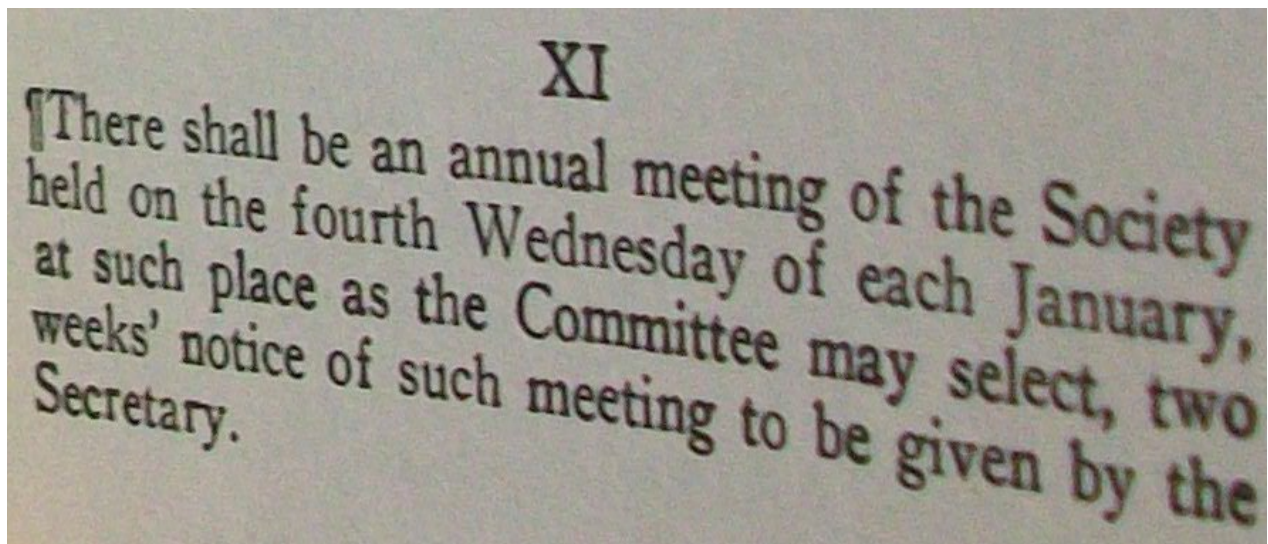 XI
¶There shall be an annual meeting of the Society
held on the fourth Wednesday of each January,
at such place as the Committee may select, two
weeks’ notice of such meeting to be given by the
Secretary.